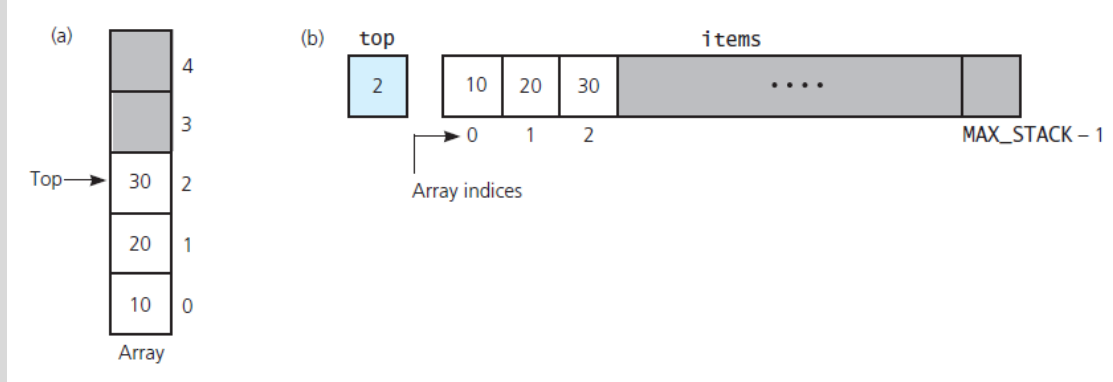 (a)
4
3
Top
30 2
20 1
10 0
Array
(b) top items
2 10 20 30 ....
0 1 2 MAX_STACK – 1
Array indices